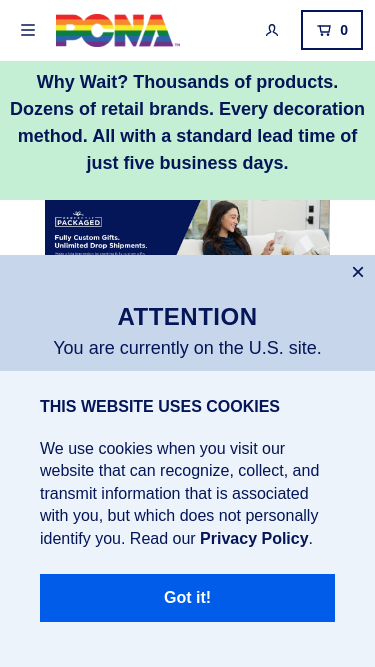 PCNA
0
Why Wait? Thousands of products.
Dozens of retail brands. Every decoration
method. All with a standard lead time of
just five business days.
PACKAGED
Fully Custom Gifts.
Unlimited Drop Shipments.
ATTENTION
You are currently on the U.S. site.
THIS WEBSITE USES COOKIES
We use cookies when you visit our
website that can recognize, collect, and
transmit information that is associated
with you, but which does not personally
identify you. Read our Privacy Policy.
Got it!